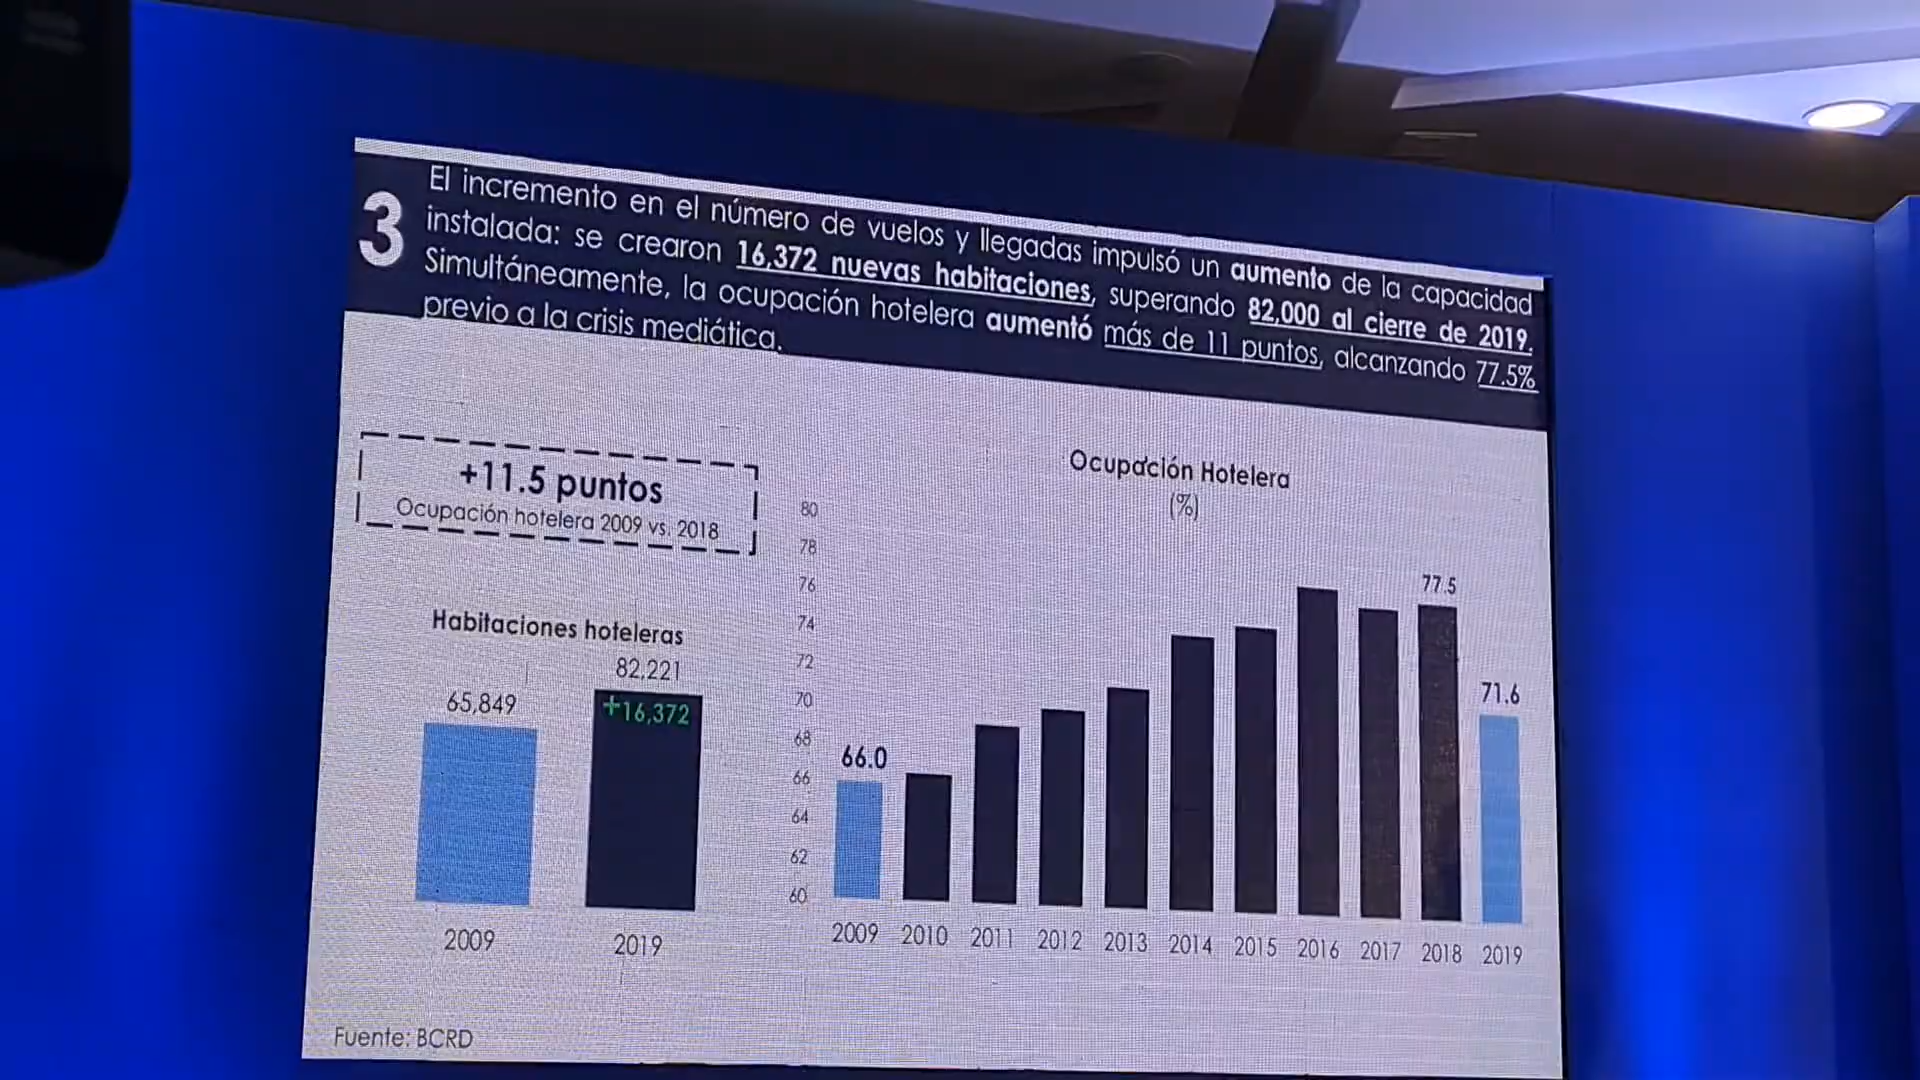 3
El incremento en el número de vuelos y llegadas impulsó un aumento de la capacidad
instalada: se crearon 16,372 nuevas habitaciones, superando 82,000 al cierre de 2019.
Simultáneamente, la ocupación hotelera aumentó más de 11 puntos, alcanzando 77.5%
previo a la crisis mediática.
+11.5 puntos
Ocupación hotelera 2009 vs. 2018
Habitaciones hoteleras
65,849
82,221
+16,372
2009
2019
Ocupación Hotelera
(%)
80
78
76
74
72
70
68
66
64
62
60
66.0
77.5
71.6
2009 2010 2011 2012 2013 2014 2015 2016 2017 2018 2019
Fuente: BCRD